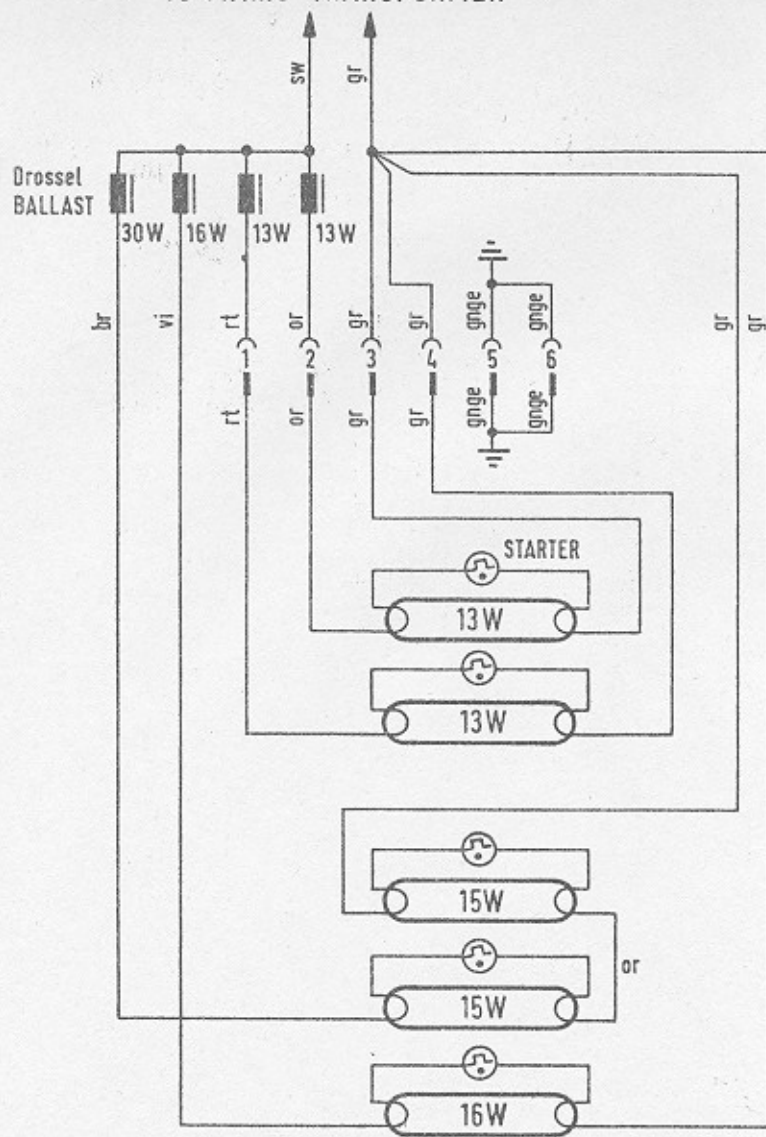 sw gr
Drossel
BALLAST
30W 16W 13W 13W
br vi rt or gr gr gnge gnge gr gr
1 2 3 4 5 6
rt or gr gr gnge gnge
STARTER
13W
13W
15W
or
15W
16W